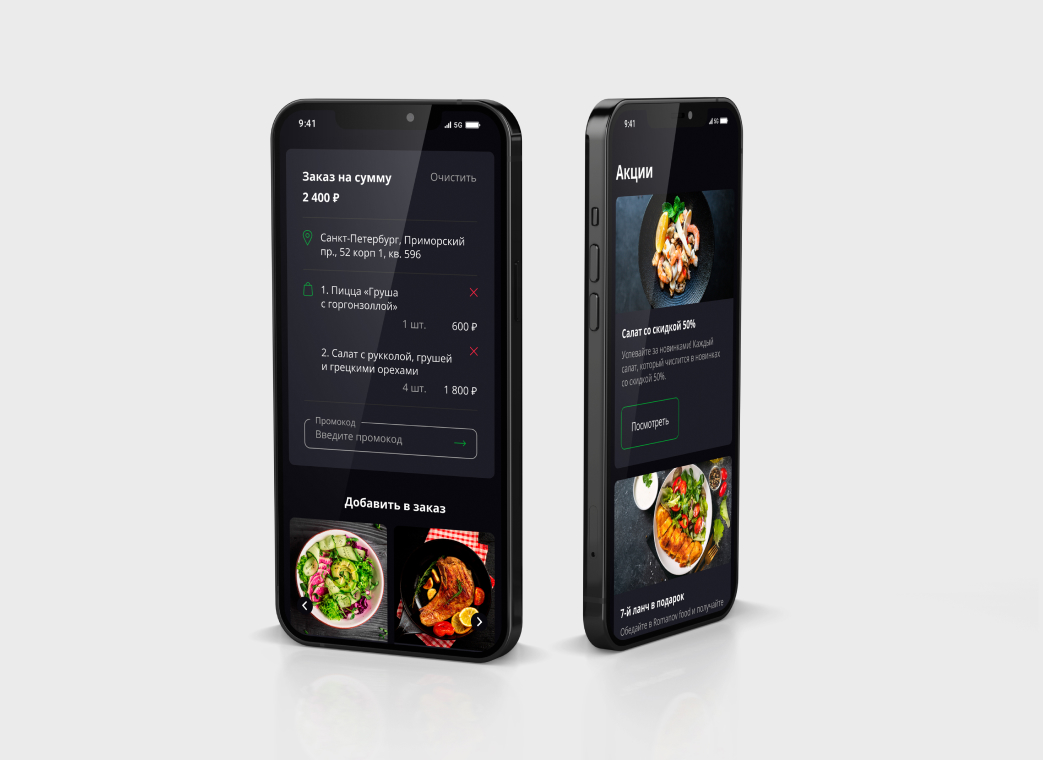 9:41
5G
Заказ на сумму
Очистить
2 400 ₽
Санкт-Петербург, Приморский
пр., 52 корп 1, кв. 596
1. Пицца «Груша
с горгонзоллой»
1 шт.
600 ₽
2. Салат с рукколой, грушей
и грецкими орехами
4 шт.
1 800 ₽
Промокод
Введите промокод
Добавить в заказ
9:41
5G
Акции
Салат со скидкой 50%
Успевайте за новинками! Каждый
салат, который числится в новинках
со скидкой 50%.
Посмотреть
7-й ланч в подарок
Обедайте в Romanov food и получайте